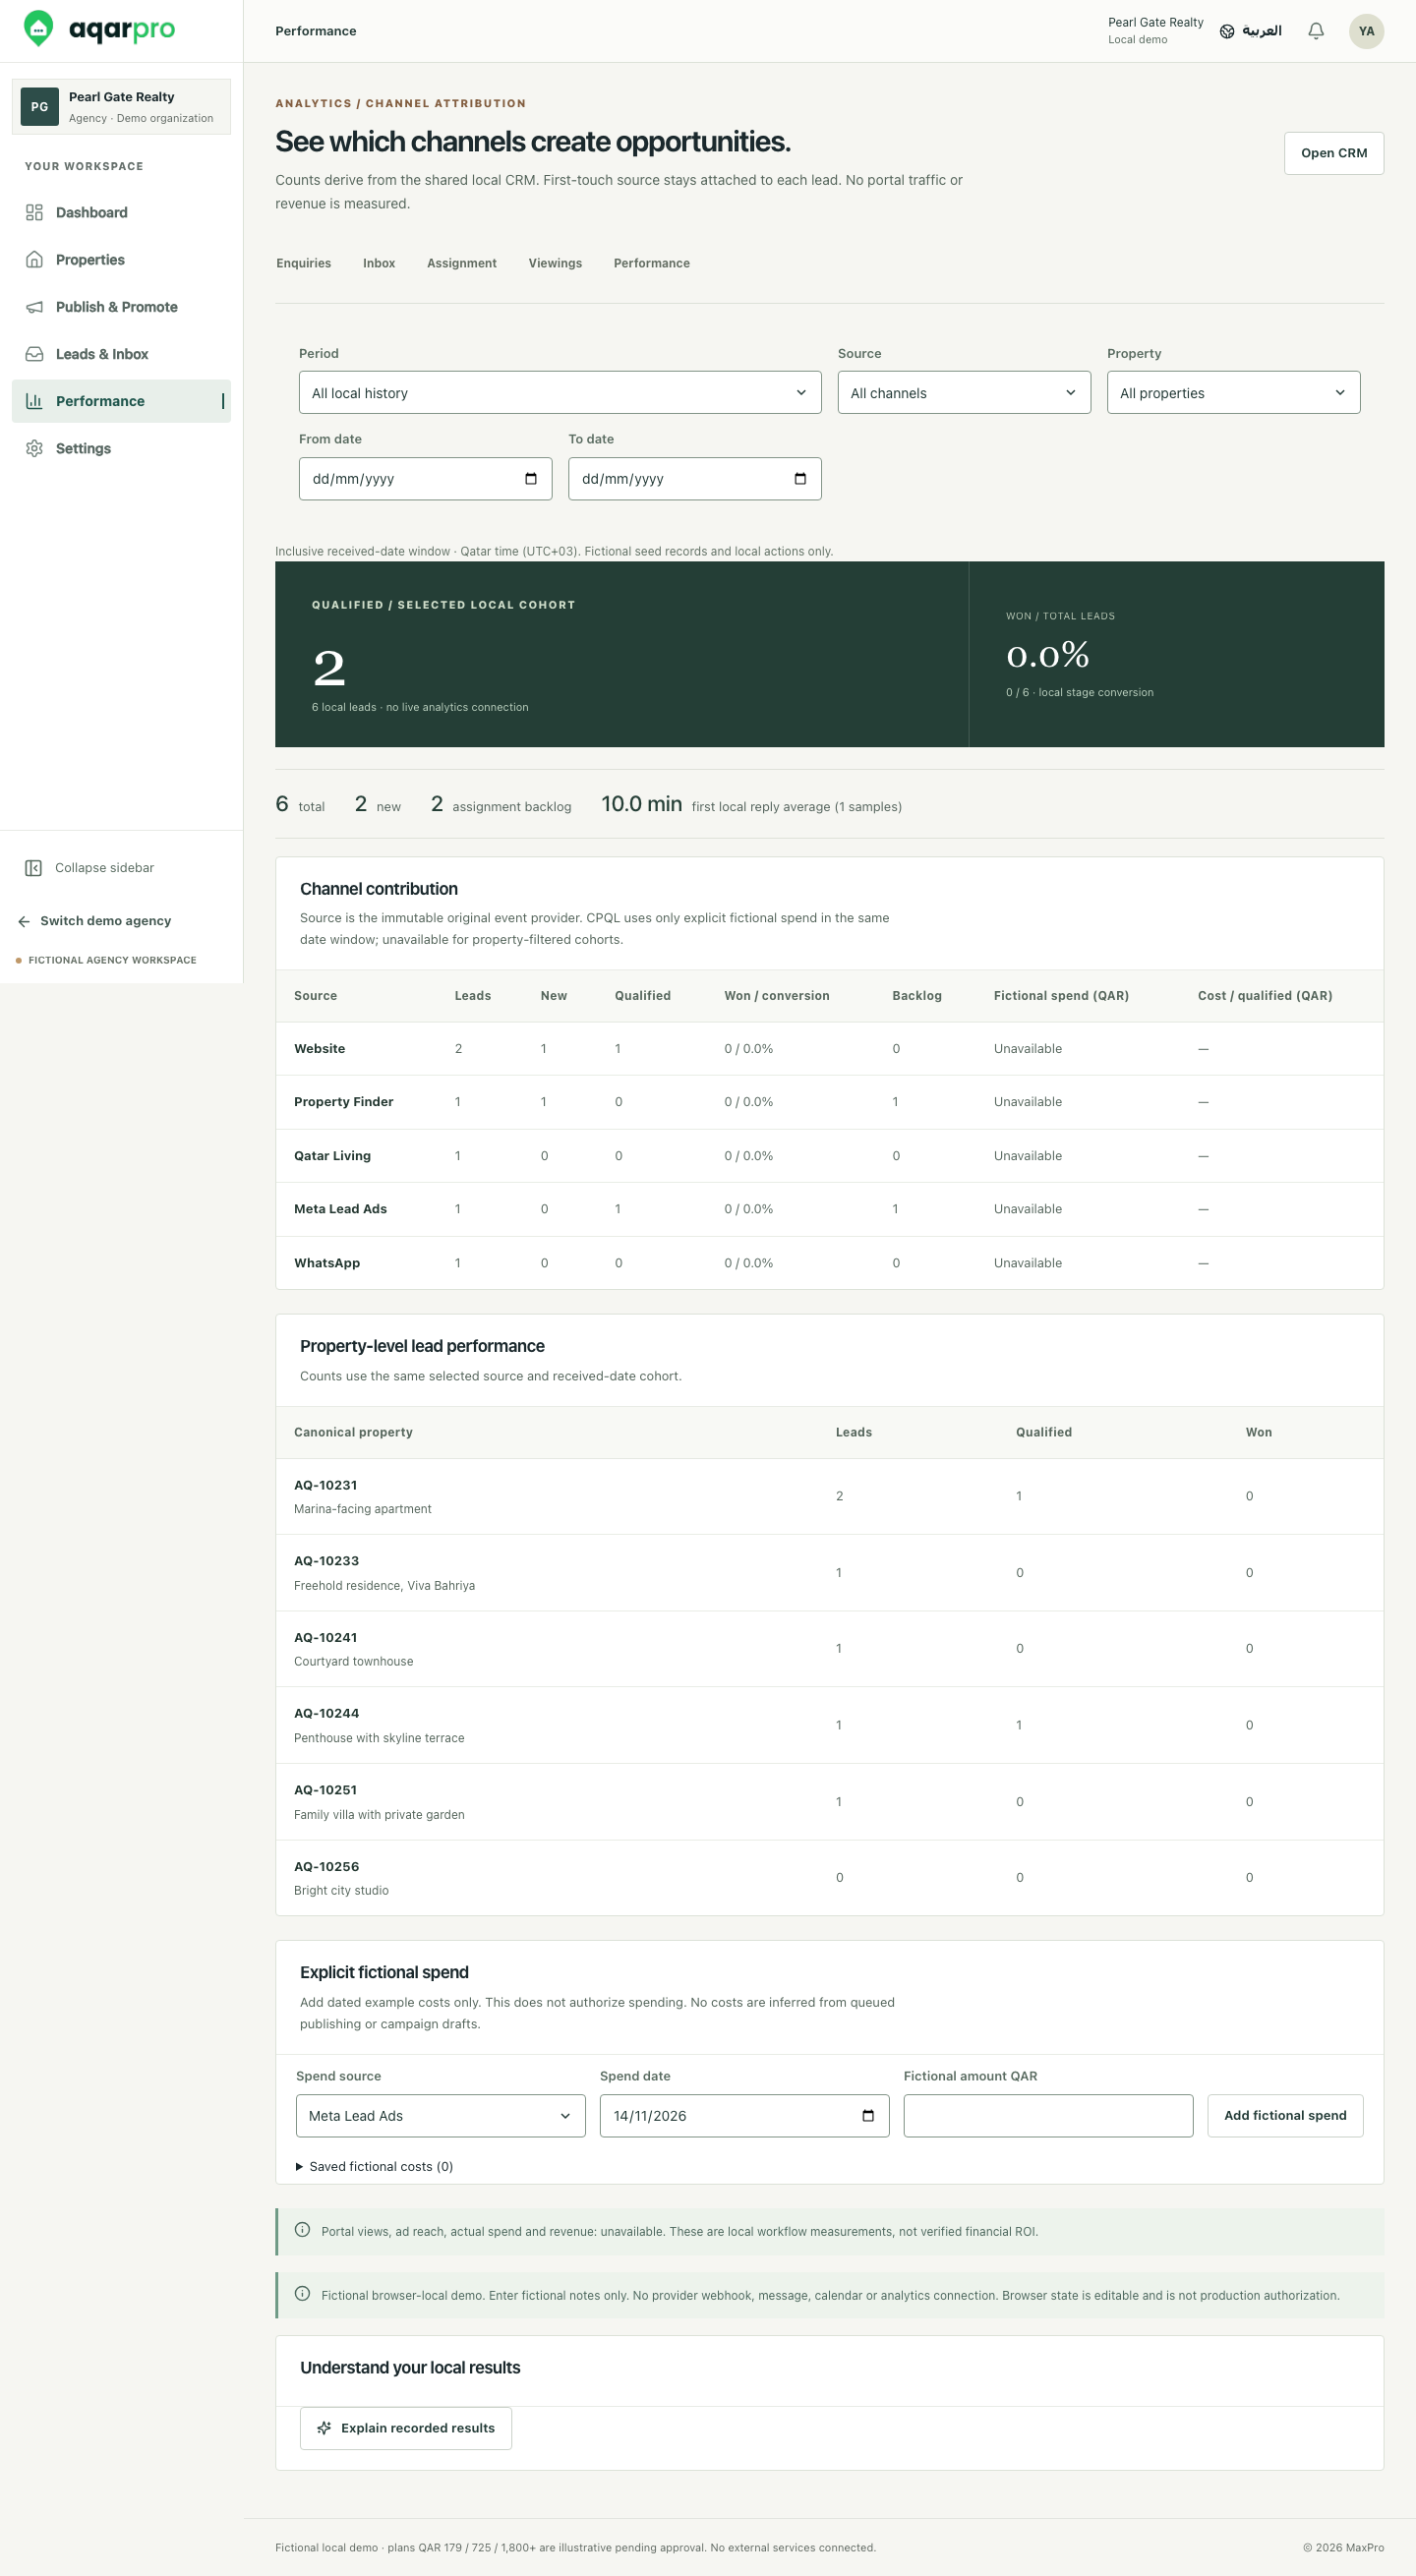 aqarpro
Performance
Pearl Gate Realty
Local demo
العربية
YA
PG
Pearl Gate Realty
Agency · Demo organization
YOUR WORKSPACE
Dashboard
Properties
Publish & Promote
Leads & Inbox
Performance
Settings
Collapse sidebar
Switch demo agency
FICTIONAL AGENCY WORKSPACE
ANALYTICS / CHANNEL ATTRIBUTION
See which channels create opportunities.
Counts derive from the shared local CRM. First-touch source stays attached to each lead. No portal traffic or
revenue is measured.
Open CRM
Enquiries Inbox Assignment Viewings Performance
Period Source Property
All local history All channels All properties
From date To date
dd/mm/yyyy dd/mm/yyyy
Inclusive received-date window · Qatar time (UTC+03). Fictional seed records and local actions only.
QUALIFIED / SELECTED LOCAL COHORT
2
6 local leads · no live analytics connection
WON / TOTAL LEADS
0.0%
0 / 6 · local stage conversion
6 total 2 new 2 assignment backlog 10.0 min first local reply average (1 samples)
Channel contribution
Source is the immutable original event provider. CPQL uses only explicit fictional spend in the same
date window; unavailable for property-filtered cohorts.
Source Leads New Qualified Won / conversion Backlog Fictional spend (QAR) Cost / qualified (QAR)
Website 2 1 1 0 / 0.0% 0 Unavailable —
Property Finder 1 1 0 0 / 0.0% 1 Unavailable —
Qatar Living 1 0 0 0 / 0.0% 0 Unavailable —
Meta Lead Ads 1 0 1 0 / 0.0% 1 Unavailable —
WhatsApp 1 0 0 0 / 0.0% 0 Unavailable —
Property-level lead performance
Counts use the same selected source and received-date cohort.
Canonical property Leads Qualified Won
AQ-10231
Marina-facing apartment
2 1 0
AQ-10233
Freehold residence, Viva Bahriya
1 0 0
AQ-10241
Courtyard townhouse
1 0 0
AQ-10244
Penthouse with skyline terrace
1 1 0
AQ-10251
Family villa with private garden
1 0 0
AQ-10256
Bright city studio
0 0 0
Explicit fictional spend
Add dated example costs only. This does not authorize spending. No costs are inferred from queued
publishing or campaign drafts.
Spend source Spend date Fictional amount QAR
Meta Lead Ads 14/11/2026 Add fictional spend
Saved fictional costs (0)
Portal views, ad reach, actual spend and revenue: unavailable. These are local workflow measurements, not verified financial ROI.
Fictional browser-local demo. Enter fictional notes only. No provider webhook, message, calendar or analytics connection. Browser state is editable and is not production authorization.
Understand your local results
Explain recorded results
Fictional local demo · plans QAR 179 / 725 / 1,800+ are illustrative pending approval. No external services connected.
© 2026 MaxPro